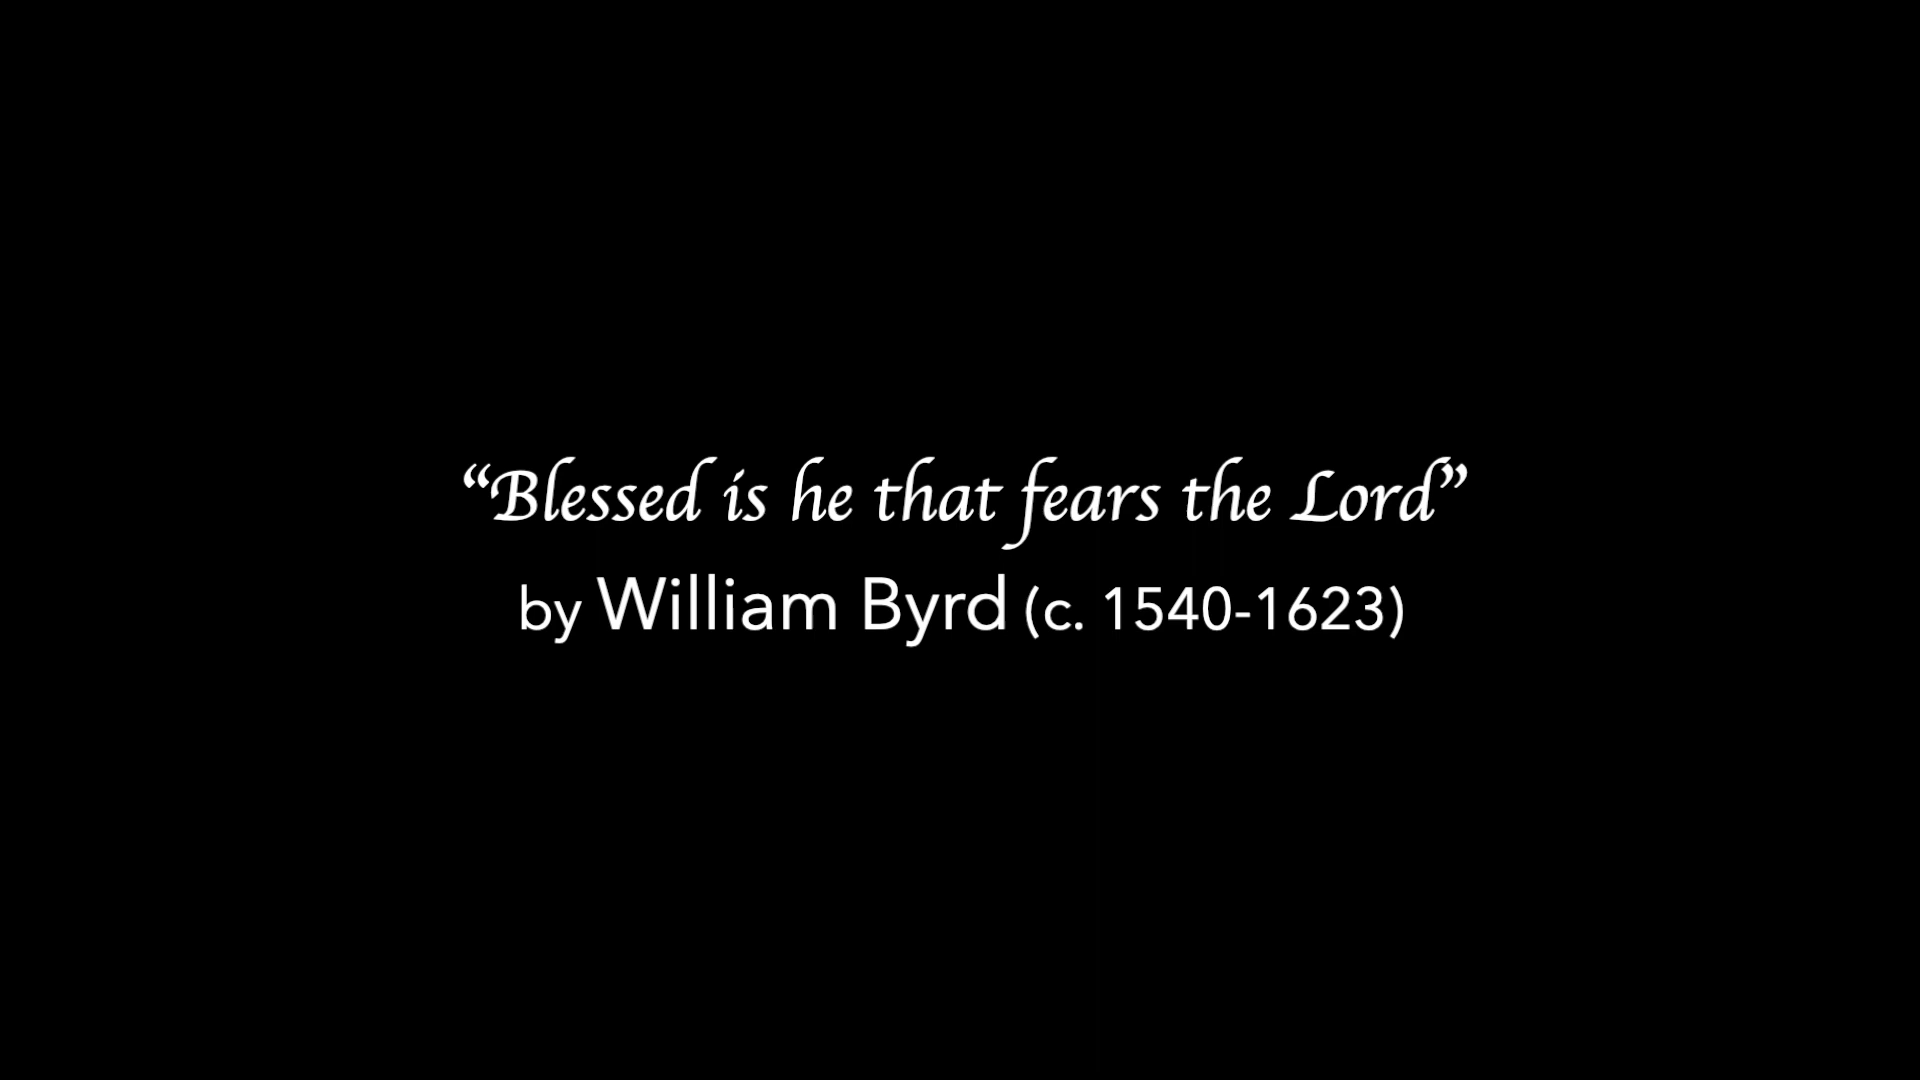 “Blessed is he that fears the Lord”
by William Byrd (c. 1540-1623)